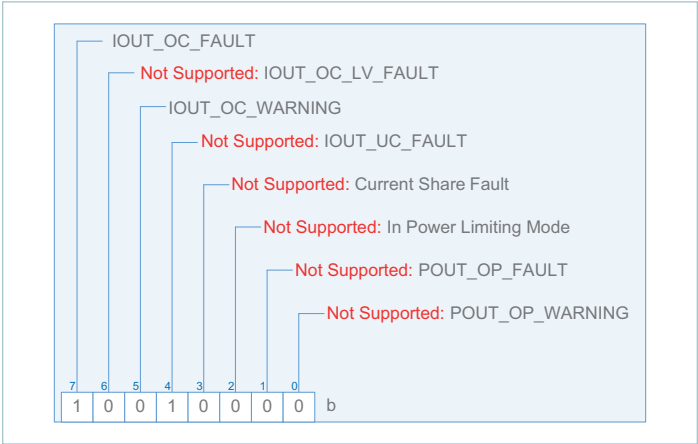 IOUT_OC_FAULT
Not Supported: IOUT_OC_LV_FAULT
IOUT_OC_WARNING
Not Supported: IOUT_UC_FAULT
Not Supported: Current Share Fault
Not Supported: In Power Limiting Mode
Not Supported: POUT_OP_FAULT
Not Supported: POUT_OP_WARNING
7 6 5 4 3 2 1 0
1 0 0 1 0 0 0 0 b